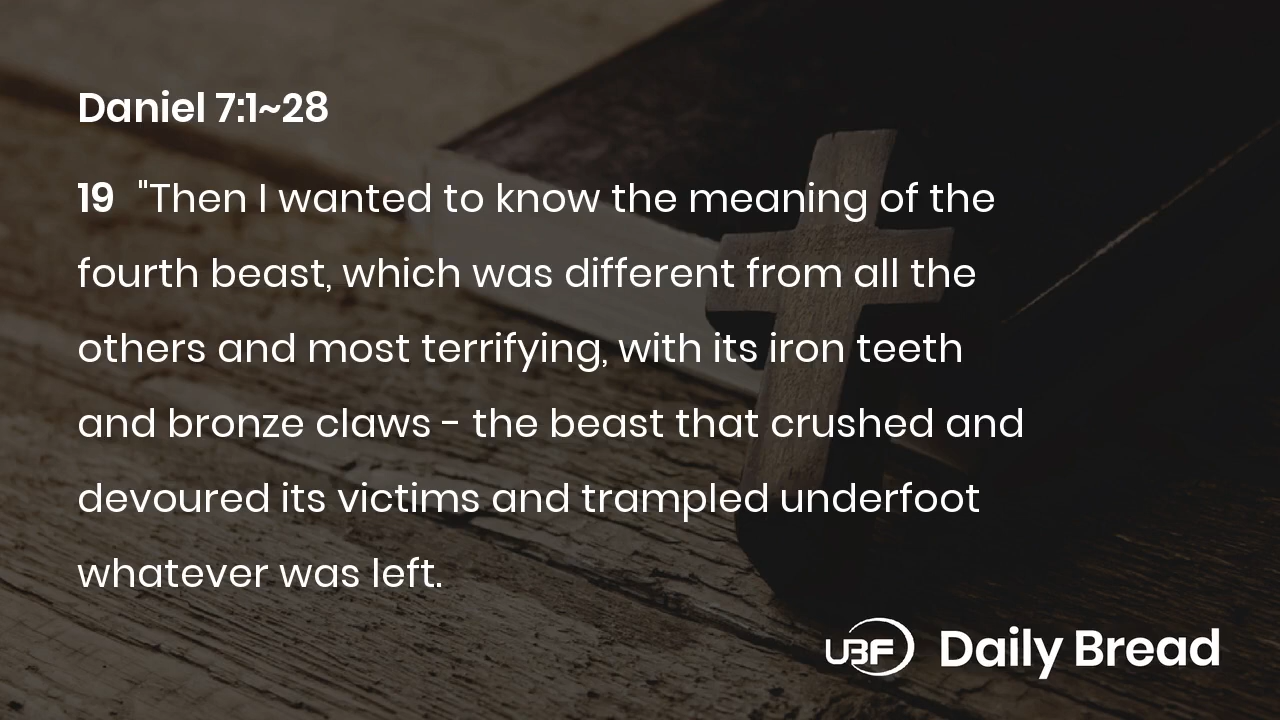 Daniel 7:1~28
19 "Then I wanted to know the meaning of the
fourth beast, which was different from all the
others and most terrifying, with its iron teeth
and bronze claws - the beast that crushed and
devoured its victims and trampled underfoot
whatever was left.
UBF Daily Bread